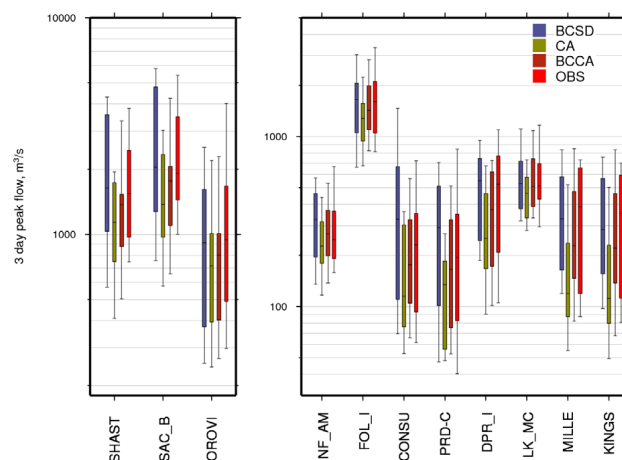 10000
1000
3 day peak flow, m³/s
SHAST
SAC_B
OROVI
1000
100
BCSD
CA
BCCA
OBS
NF_AM
FOL_I
CONSU
PRD-C
DPR_I
LK_MC
MILLE
KINGS